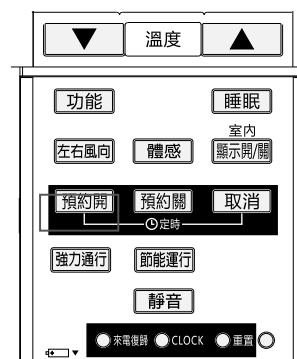 ▼ 溫度 ▲
功能 睡眠
室內
左右風向 體感 顯示開/關
預約開 預約關 取消
定時
強力通行 節能運行
靜音
來電復歸 CLOCK 重置